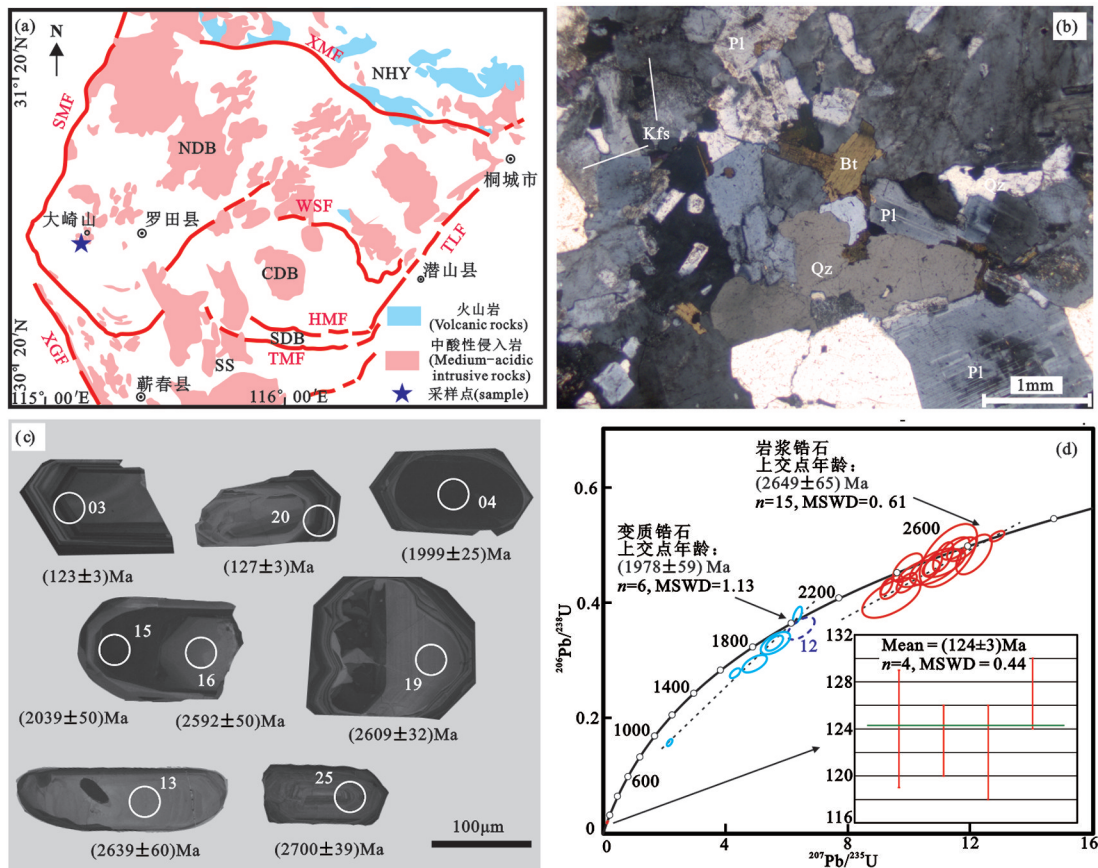 (a)
N
31° 20′N
30° 20′N
115° 00′E
116° 00′E
XMF
NHY
SMF
NDB
桐城市
大崎山
罗田县
WSF
TLF
CDB
潜山县
HMF
SDB
TMF
SS
XGF
蕲春县
火山岩
(Volcanic rocks)
中酸性侵入岩
(Medium-acidic
intrusive rocks)
采样点(sample)
(b)
Pl
Kfs
Bt
Qz
Pl
Qz
Pl
1mm
(c)
03
20
04
(123±3)Ma
(127±3)Ma
(1999±25)Ma
15
16
19
(2039±50)Ma
(2592±50)Ma
(2609±32)Ma
13
25
(2639±60)Ma
(2700±39)Ma
100μm
(d)
岩浆锆石
上交点年龄:
(2649±65) Ma
n=15, MSWD=0. 61
变质锆石
上交点年龄:
(1978±59) Ma
n=6, MSWD=1.13
2600
2200
1800
1400
1000
600
12
Mean = (124±3)Ma
n=4, MSWD = 0.44
132
128
124
120
116
0.6
0.4
0.2
0
0
4
8
12
16
²⁰⁶Pb/²³⁸U
²⁰⁷Pb/²³⁵U